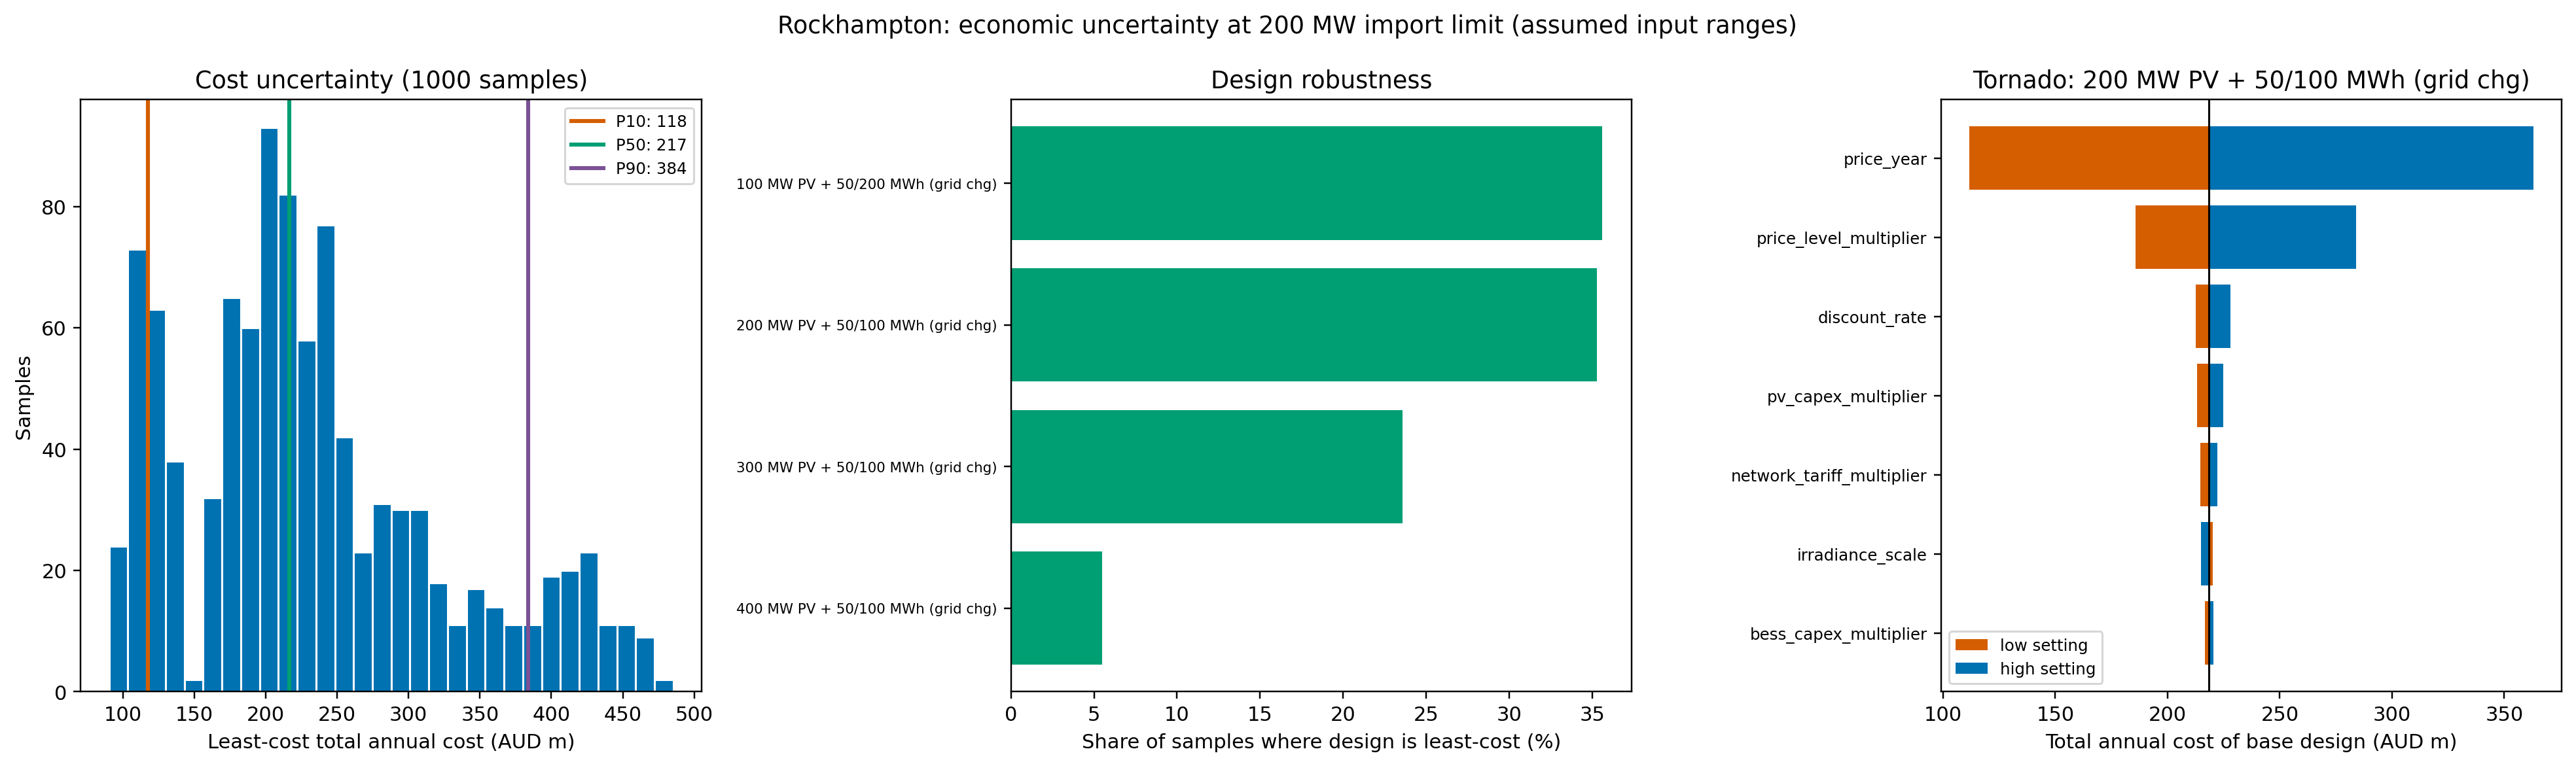 Rockhampton: economic uncertainty at 200 MW import limit (assumed input ranges)
Cost uncertainty (1000 samples)
P10: 118
P50: 217
P90: 384
80
60
40
20
0
Samples
100 150 200 250 300 350 400 450 500
Least-cost total annual cost (AUD m)
Design robustness
100 MW PV + 50/200 MWh (grid chg)
200 MW PV + 50/100 MWh (grid chg)
300 MW PV + 50/100 MWh (grid chg)
400 MW PV + 50/100 MWh (grid chg)
0 5 10 15 20 25 30 35
Share of samples where design is least-cost (%)
Tornado: 200 MW PV + 50/100 MWh (grid chg)
price_year
price_level_multiplier
discount_rate
pv_capex_multiplier
network_tariff_multiplier
irradiance_scale
bess_capex_multiplier
low setting
high setting
100 150 200 250 300 350
Total annual cost of base design (AUD m)